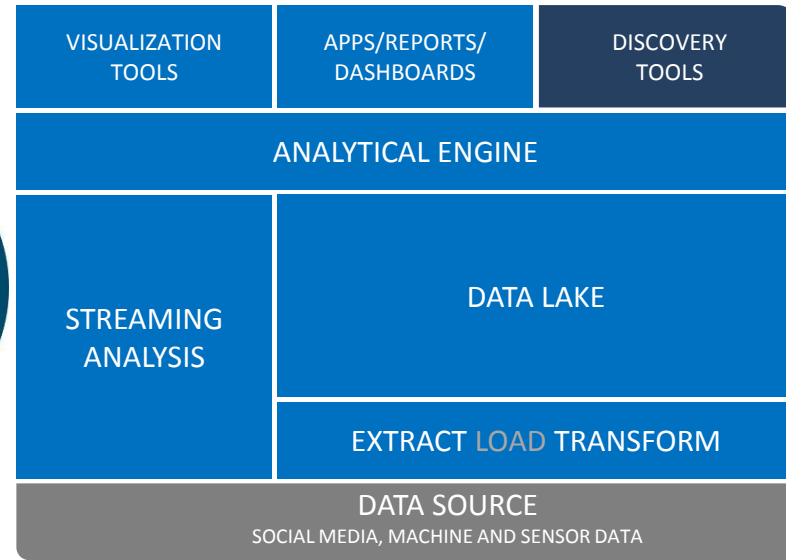 VISUALIZATION
TOOLS
APPS/REPORTS/
DASHBOARDS
DISCOVERY
TOOLS
ANALYTICAL ENGINE
STREAMING
ANALYSIS
DATA LAKE
EXTRACT LOAD TRANSFORM
DATA SOURCE
SOCIAL MEDIA, MACHINE AND SENSOR DATA